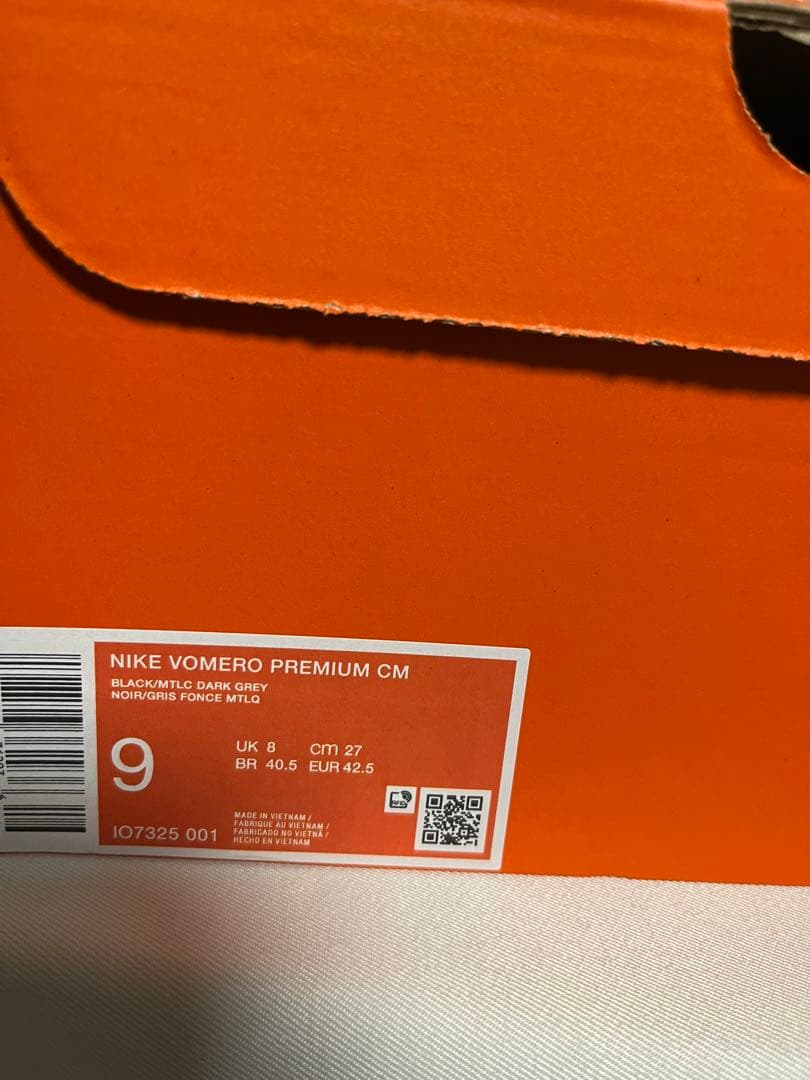 NIKE VOMERO PREMIUM CM
BLACK/MTLC DARK GREY
NOIR/GRIS FONCE MTLQ
9
UK 8 cm 27
BR 40.5 EUR 42.5
IO7325 001
MADE IN VIETNAM /
FABRIQUE AU VIETNAM /
FABRICADO NO VIETNÃ /
HECHO EN VIETNAM